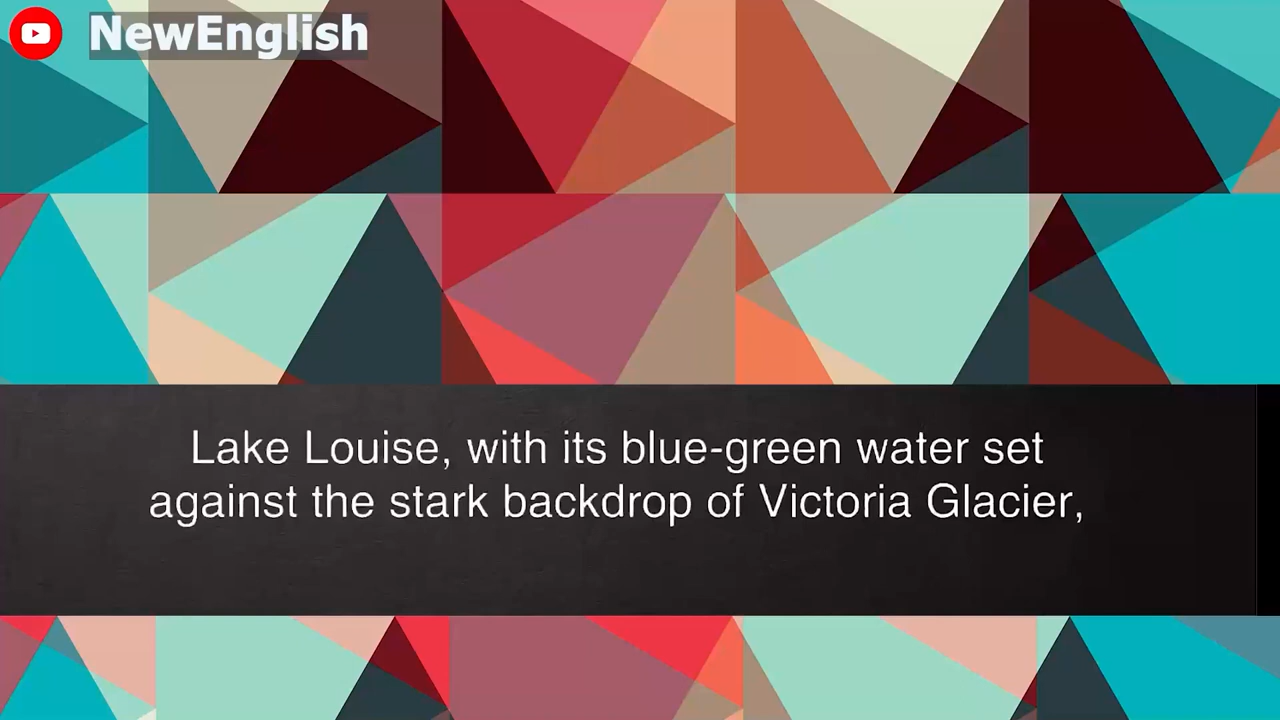 NewEnglish
Lake Louise, with its blue-green water set
against the stark backdrop of Victoria Glacier,